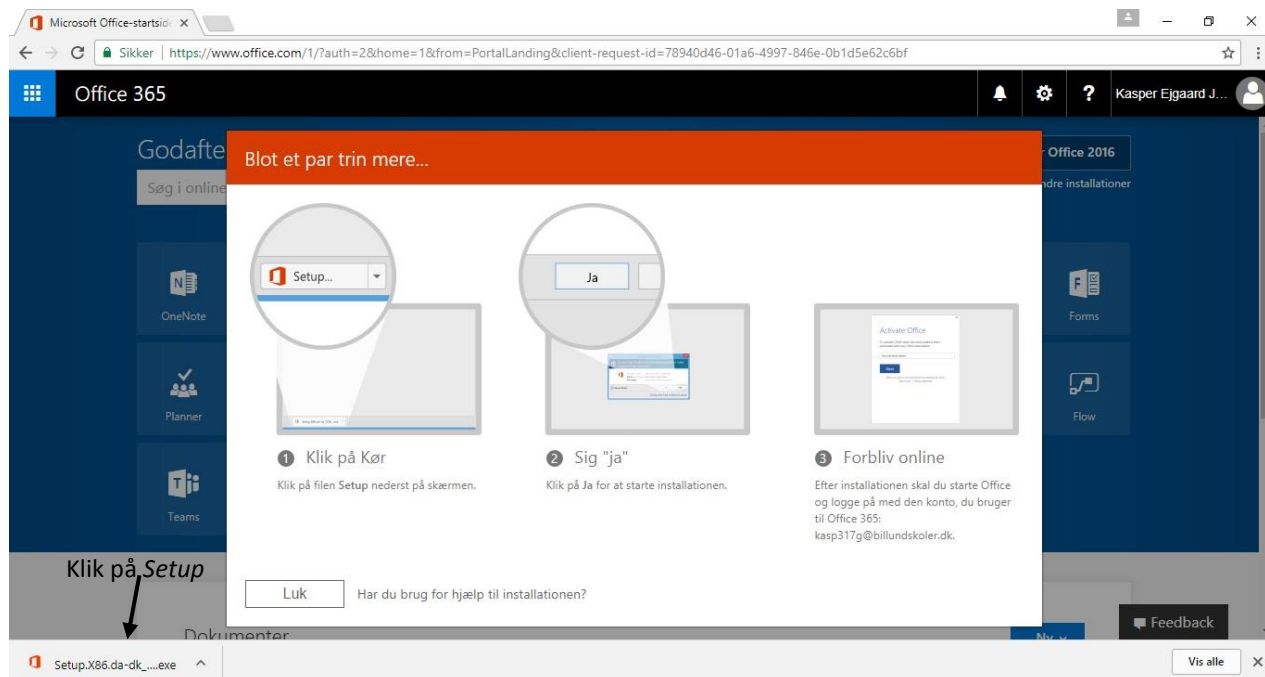 Microsoft Office-startsid
Sikker | https://www.office.com/1/?auth=2&home=1&from=PortalLanding&client-request-id=78940d46-01a6-4997-846e-0b1d5e62c6bf
Office 365
?
Kasper Ejgaard J...
Godafte
Office 2016
Søg i online
ndre installationer
Blot et par trin mere...
Setup...
Ja
OneNote
Forms
Planner
Flow
Teams
Activate Office
1 Klik på Kør
Klik på filen Setup nederst på skærmen.
2 Sig "ja"
Klik på Ja for at starte installationen.
3 Forbliv online
Efter installationen skal du starte Office
og logge på med den konto, du bruger
til Office 365:
kasp317g@billundskoler.dk.
Klik på Setup
Luk
Har du brug for hjælp til installationen?
Feedback
Dokumenter
Ny
Setup.X86.da-dk_....exe
Vis alle